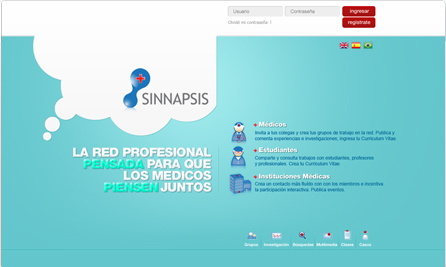 Usuario
Contraseña
ingresar
Olvidé mi contraseña
registrate
SINNAPSIS
LA RED PROFESIONAL
PENSADA PARA QUE
LOS MEDICOS
PIENSEN JUNTOS
+ Médicos
Invita a tus colegas y crea tus grupos de trabajo en la red. Publica y
comenta experiencias e investigaciones; ingresa tu Curriculum Vitae
+ Estudiantes
Comparte y consulta trabajos con estudiantes, profesores
y profesionales. Crea tu Curriculum Vitae.
+ Instituciones Médicas
Crea un contacto más fluido con con los miembros e incentiva
la participación interactiva. Publica eventos.
Grupos Investigación Búsquedas Multimedia Clases